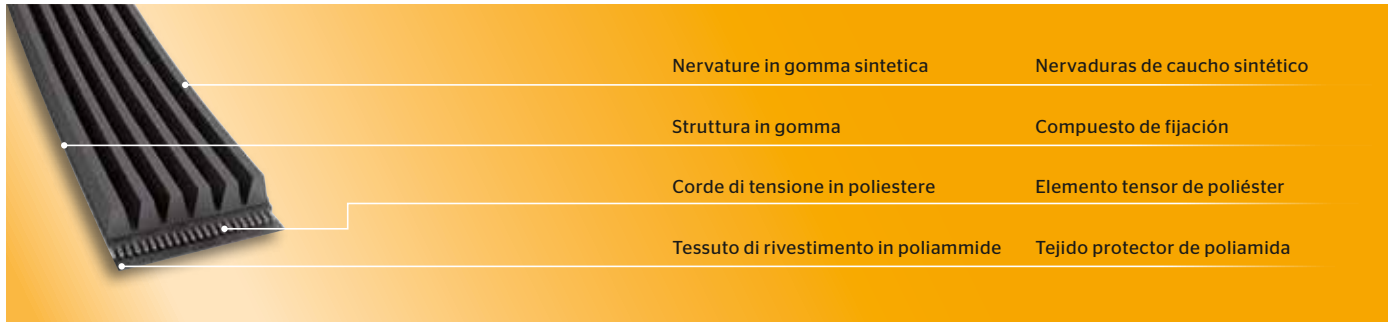 Nervature in gomma sintetica
Nervaduras de caucho sintético
Struttura in gomma
Compuesto de fijación
Corde di tensione in poliestere
Elemento tensor de poliéster
Tessuto di rivestimento in poliammide
Tejido protector de poliamida